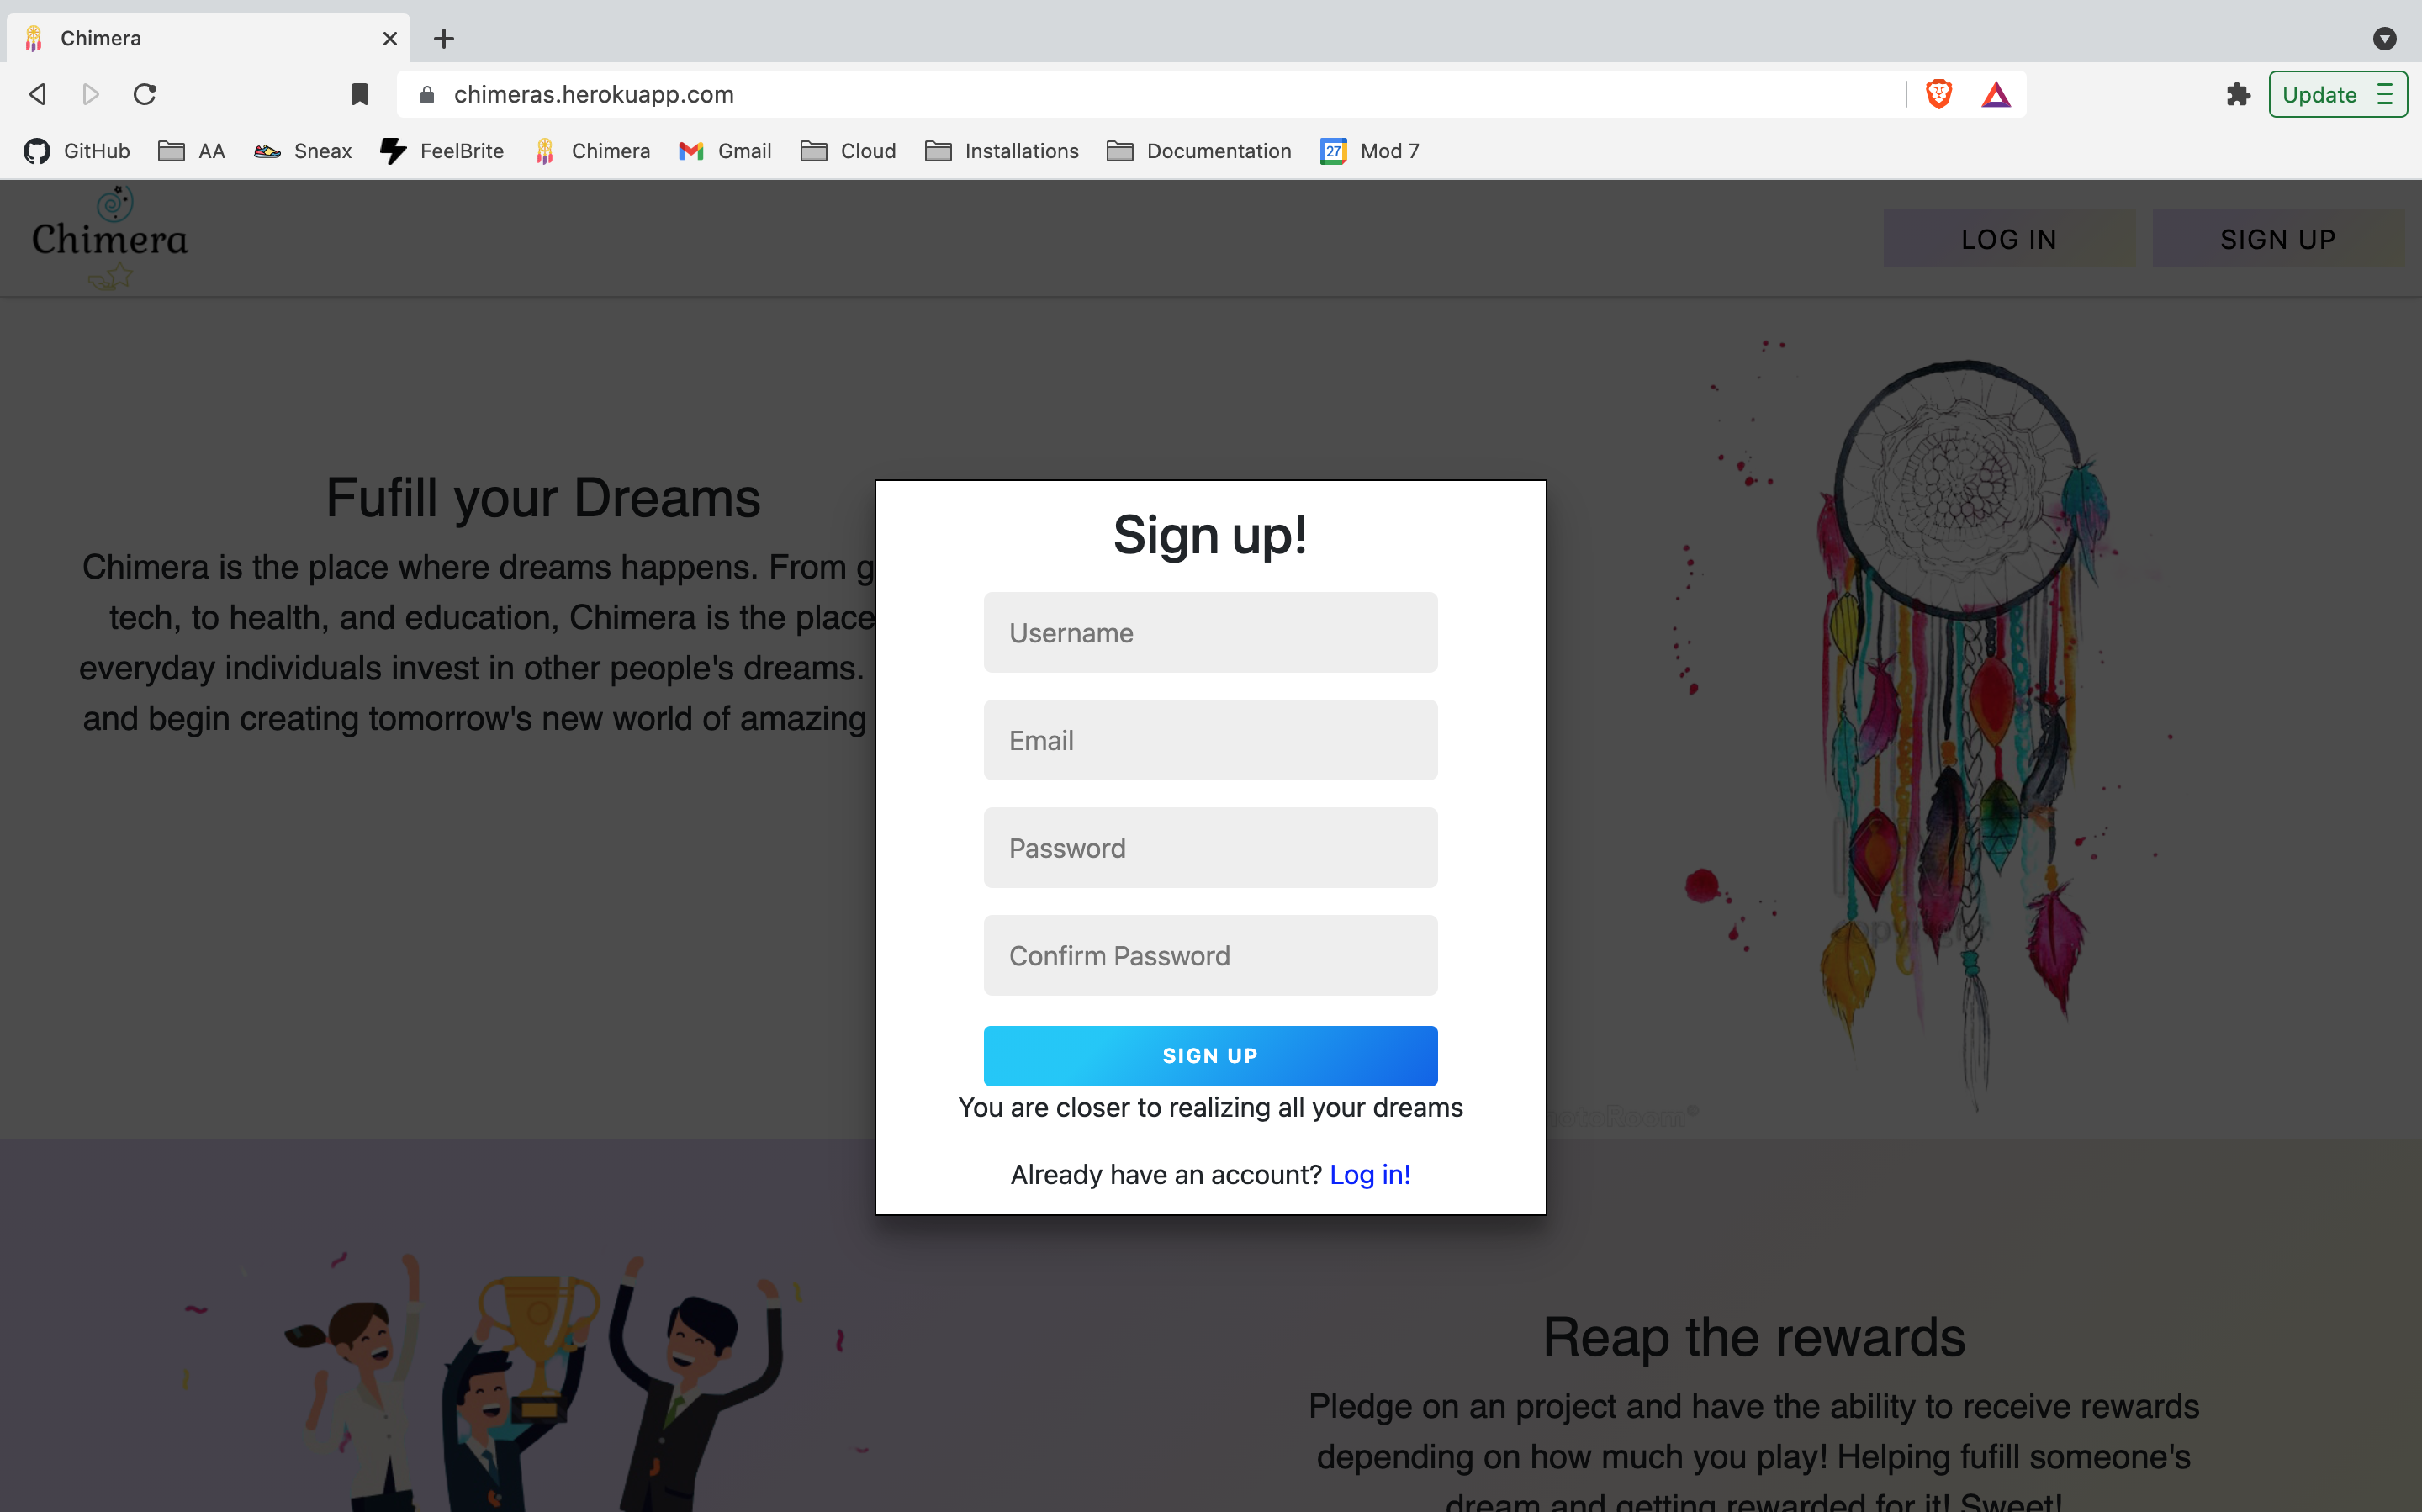 Chimera
chimeras.herokuapp.com
Update
GitHub
AA
Sneax
FeelBrite
Chimera
Gmail
Cloud
Installations
Documentation
27
Mod 7
Chimera
LOG IN
SIGN UP
Fufill your Dreams
Chimera is the place where dreams happens. From g
tech, to health, and education, Chimera is the place
everyday individuals invest in other people's dreams.
and begin creating tomorrow's new world of amazing
Sign up!
Username
Email
Password
Confirm Password
SIGN UP
You are closer to realizing all your dreams
Already have an account? Log in!
Reap the rewards
Pledge on an project and have the ability to receive rewards
depending on how much you play! Helping fufill someone's
dream and getting rewarded for it! Sweet!